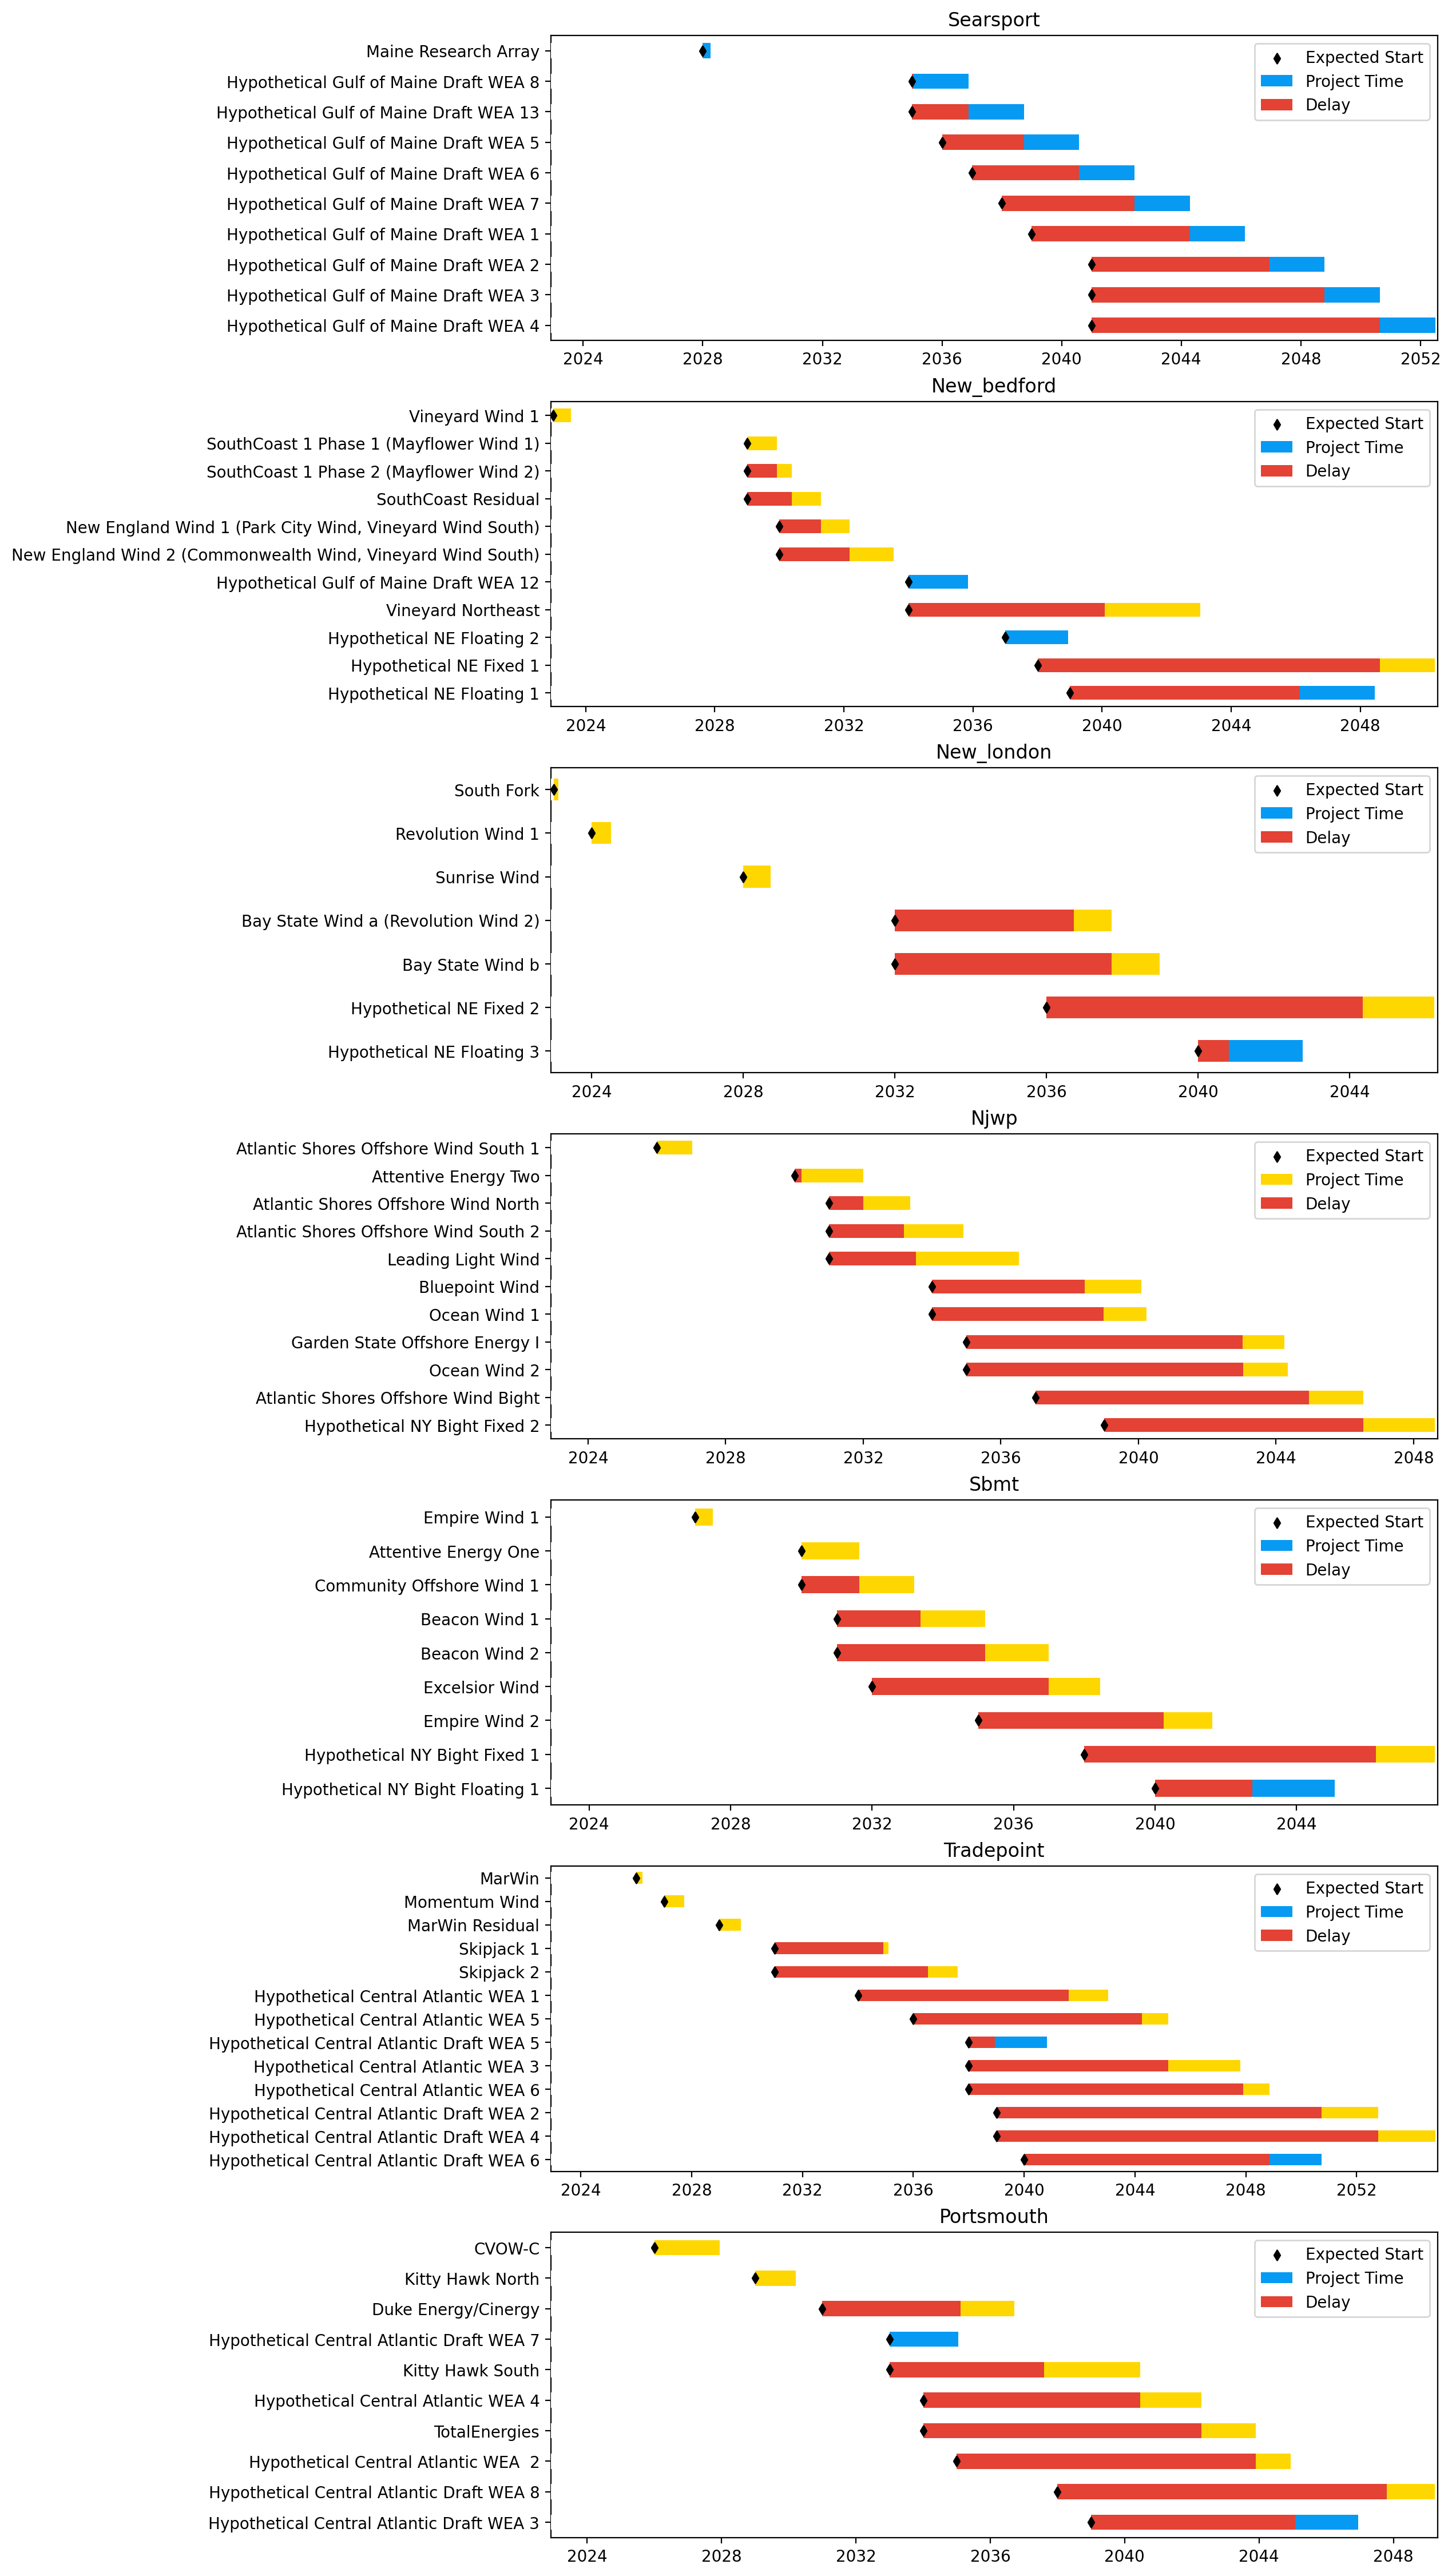 Searsport
Maine Research Array
Hypothetical Gulf of Maine Draft WEA 8
Hypothetical Gulf of Maine Draft WEA 13
Hypothetical Gulf of Maine Draft WEA 5
Hypothetical Gulf of Maine Draft WEA 6
Hypothetical Gulf of Maine Draft WEA 7
Hypothetical Gulf of Maine Draft WEA 1
Hypothetical Gulf of Maine Draft WEA 2
Hypothetical Gulf of Maine Draft WEA 3
Hypothetical Gulf of Maine Draft WEA 4
Expected Start
Project Time
Delay
2024 2028 2032 2036 2040 2044 2048 2052
New_bedford
Vineyard Wind 1
SouthCoast 1 Phase 1 (Mayflower Wind 1)
SouthCoast 1 Phase 2 (Mayflower Wind 2)
SouthCoast Residual
New England Wind 1 (Park City Wind, Vineyard Wind South)
New England Wind 2 (Commonwealth Wind, Vineyard Wind South)
Hypothetical Gulf of Maine Draft WEA 12
Vineyard Northeast
Hypothetical NE Floating 2
Hypothetical NE Fixed 1
Hypothetical NE Floating 1
Expected Start
Project Time
Delay
2024 2028 2032 2036 2040 2044 2048
New_london
South Fork
Revolution Wind 1
Sunrise Wind
Bay State Wind a (Revolution Wind 2)
Bay State Wind b
Hypothetical NE Fixed 2
Hypothetical NE Floating 3
Expected Start
Project Time
Delay
2024 2028 2032 2036 2040 2044
Njwp
Atlantic Shores Offshore Wind South 1
Attentive Energy Two
Atlantic Shores Offshore Wind North
Atlantic Shores Offshore Wind South 2
Leading Light Wind
Bluepoint Wind
Ocean Wind 1
Garden State Offshore Energy I
Ocean Wind 2
Atlantic Shores Offshore Wind Bight
Hypothetical NY Bight Fixed 2
Expected Start
Project Time
Delay
2024 2028 2032 2036 2040 2044 2048
Sbmt
Empire Wind 1
Attentive Energy One
Community Offshore Wind 1
Beacon Wind 1
Beacon Wind 2
Excelsior Wind
Empire Wind 2
Hypothetical NY Bight Fixed 1
Hypothetical NY Bight Floating 1
Expected Start
Project Time
Delay
2024 2028 2032 2036 2040 2044
Tradepoint
MarWin
Momentum Wind
MarWin Residual
Skipjack 1
Skipjack 2
Hypothetical Central Atlantic WEA 1
Hypothetical Central Atlantic WEA 5
Hypothetical Central Atlantic Draft WEA 5
Hypothetical Central Atlantic WEA 3
Hypothetical Central Atlantic WEA 6
Hypothetical Central Atlantic Draft WEA 2
Hypothetical Central Atlantic Draft WEA 4
Hypothetical Central Atlantic Draft WEA 6
Expected Start
Project Time
Delay
2024 2028 2032 2036 2040 2044 2048 2052
Portsmouth
CVOW-C
Kitty Hawk North
Duke Energy/Cinergy
Hypothetical Central Atlantic Draft WEA 7
Kitty Hawk South
Hypothetical Central Atlantic WEA 4
TotalEnergies
Hypothetical Central Atlantic WEA  2
Hypothetical Central Atlantic Draft WEA 8
Hypothetical Central Atlantic Draft WEA 3
Expected Start
Project Time
Delay
2024 2028 2032 2036 2040 2044 2048